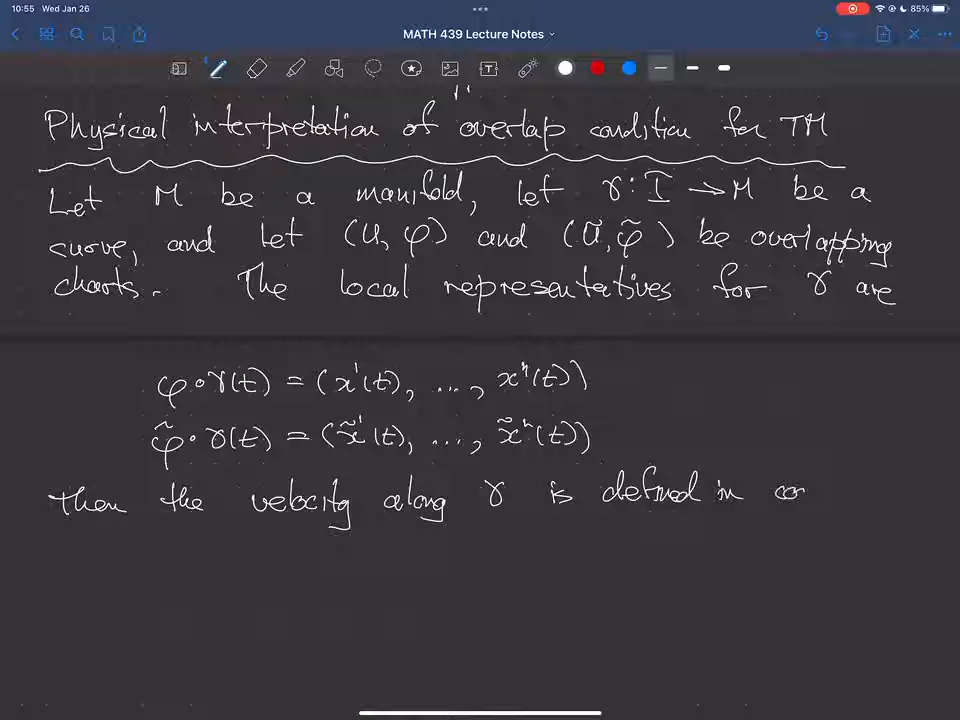 10:55 Wed Jan 26
85%
MATH 439 Lecture Notes
Physical interpretation of overlap condition for TM
Let M be a manifold, let γ: I → M be a
curve, and let (U, φ) and (Ũ, φ̃) be overlapping
charts. The local representatives for γ are
φ∘γ(t) = (x¹(t), ..., xⁿ(t))
φ̃∘γ(t) = (x̃¹(t), ..., x̃ⁿ(t))
Then the velocity along γ is defined in co